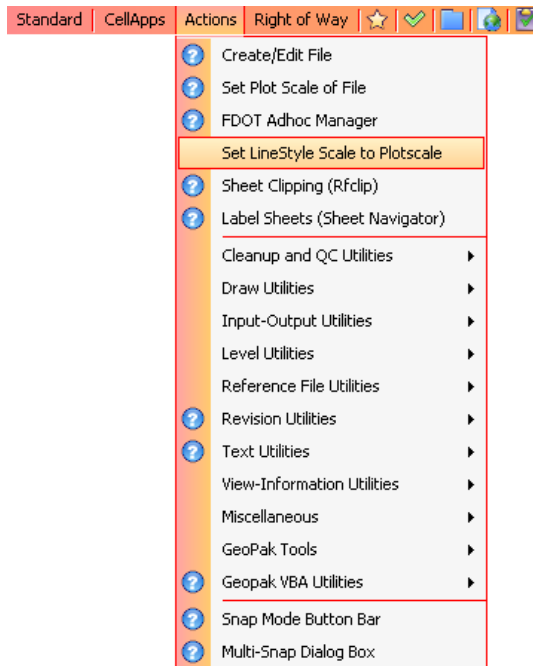 Standard CellApps Actions Right of Way
Create/Edit File
Set Plot Scale of File
FDOT Adhoc Manager
Set LineStyle Scale to Plotscale
Sheet Clipping (Rfclip)
Label Sheets (Sheet Navigator)
Cleanup and QC Utilities
Draw Utilities
Input-Output Utilities
Level Utilities
Reference File Utilities
Revision Utilities
Text Utilities
View-Information Utilities
Miscellaneous
GeoPak Tools
Geopak VBA Utilities
Snap Mode Button Bar
Multi-Snap Dialog Box